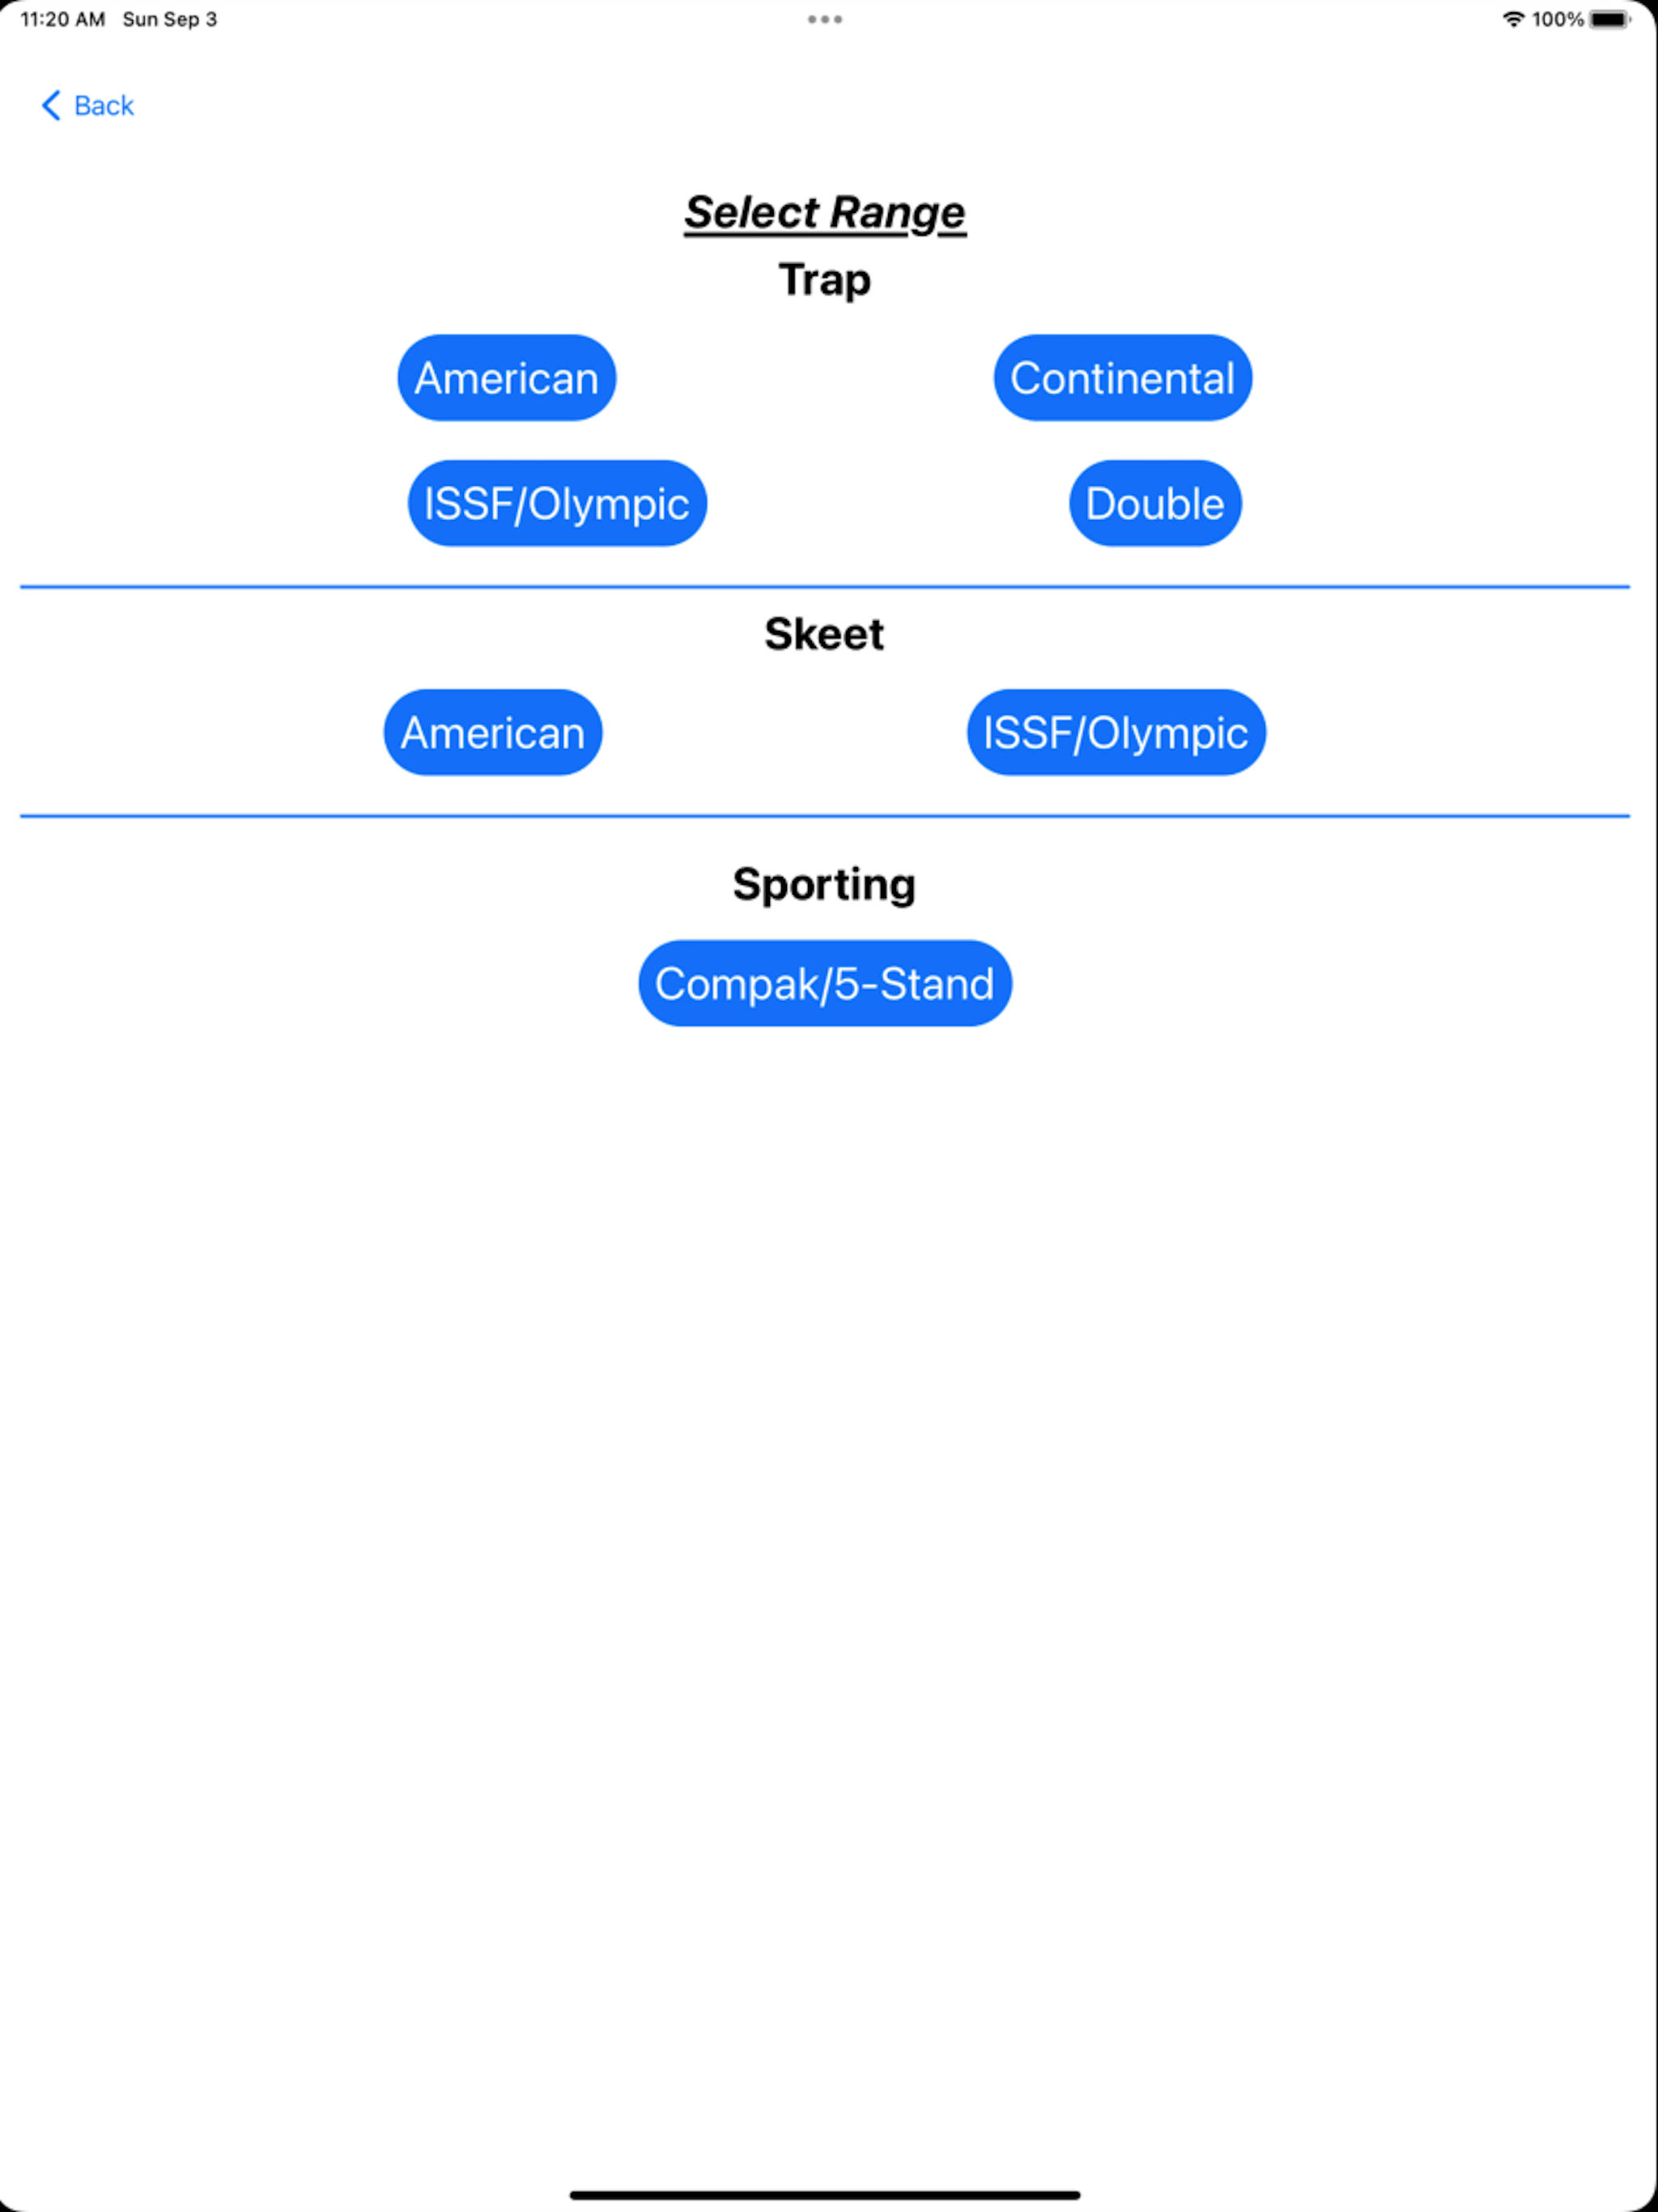 11:20 AM Sun Sep 3 100%
Back
Select Range
Trap
American Continental
ISSF/Olympic Double
Skeet
American ISSF/Olympic
Sporting
Compak/5-Stand